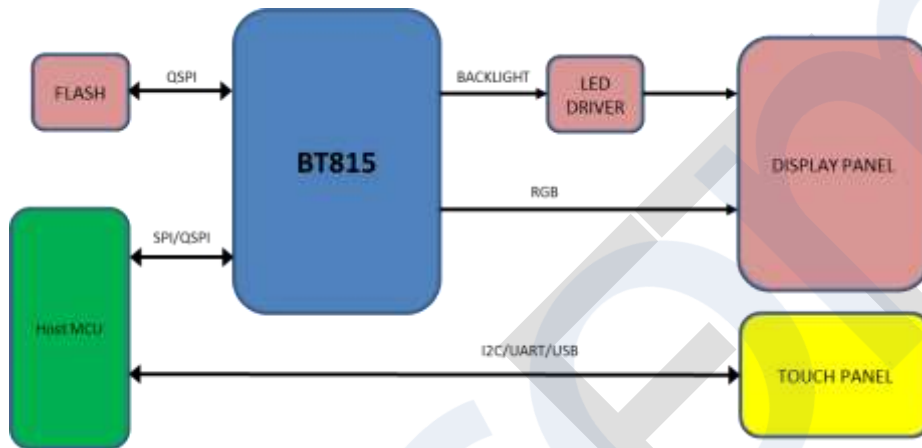 QSPI
FLASH
BACKLIGHT
LED
DRIVER
BT815
DISPLAY PANEL
RGB
SPI/QSPI
Host MCU
I2C/UART/USB
TOUCH PANEL